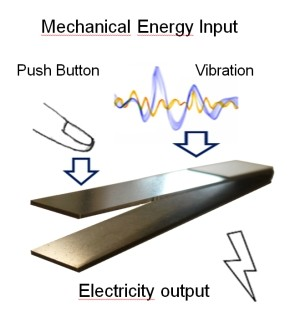 Mechanical Energy Input
Push Button
Vibration
Electricity output